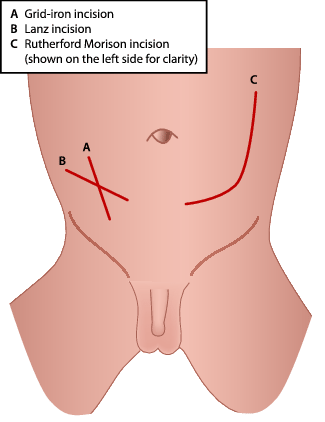 A Grid-iron incision
B Lanz incision
C Rutherford Morison incision
(shown on the left side for clarity)
C
A
B